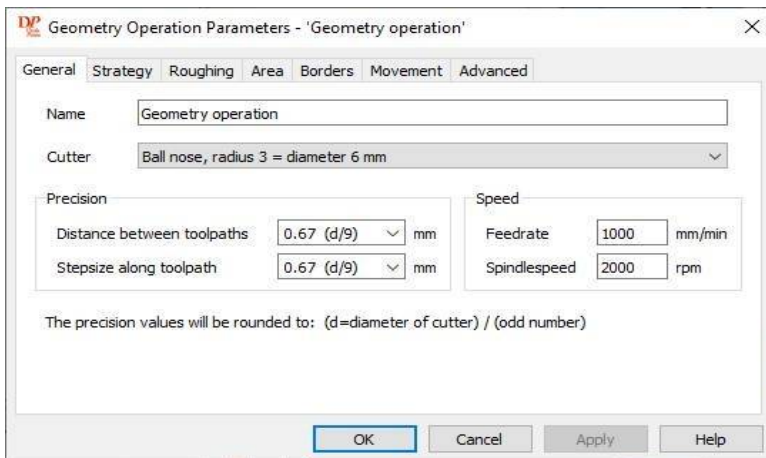 DP Geometry Operation Parameters - 'Geometry operation'
General Strategy Roughing Area Borders Movement Advanced
Name Geometry operation
Cutter Ball nose, radius 3 = diameter 6 mm
Precision Speed
Distance between toolpaths 0.67 (d/9) mm Feedrate 1000 mm/min
Stepsize along toolpath 0.67 (d/9) mm Spindlespeed 2000 rpm
The precision values will be rounded to: (d=diameter of cutter) / (odd number)
OK Cancel Apply Help